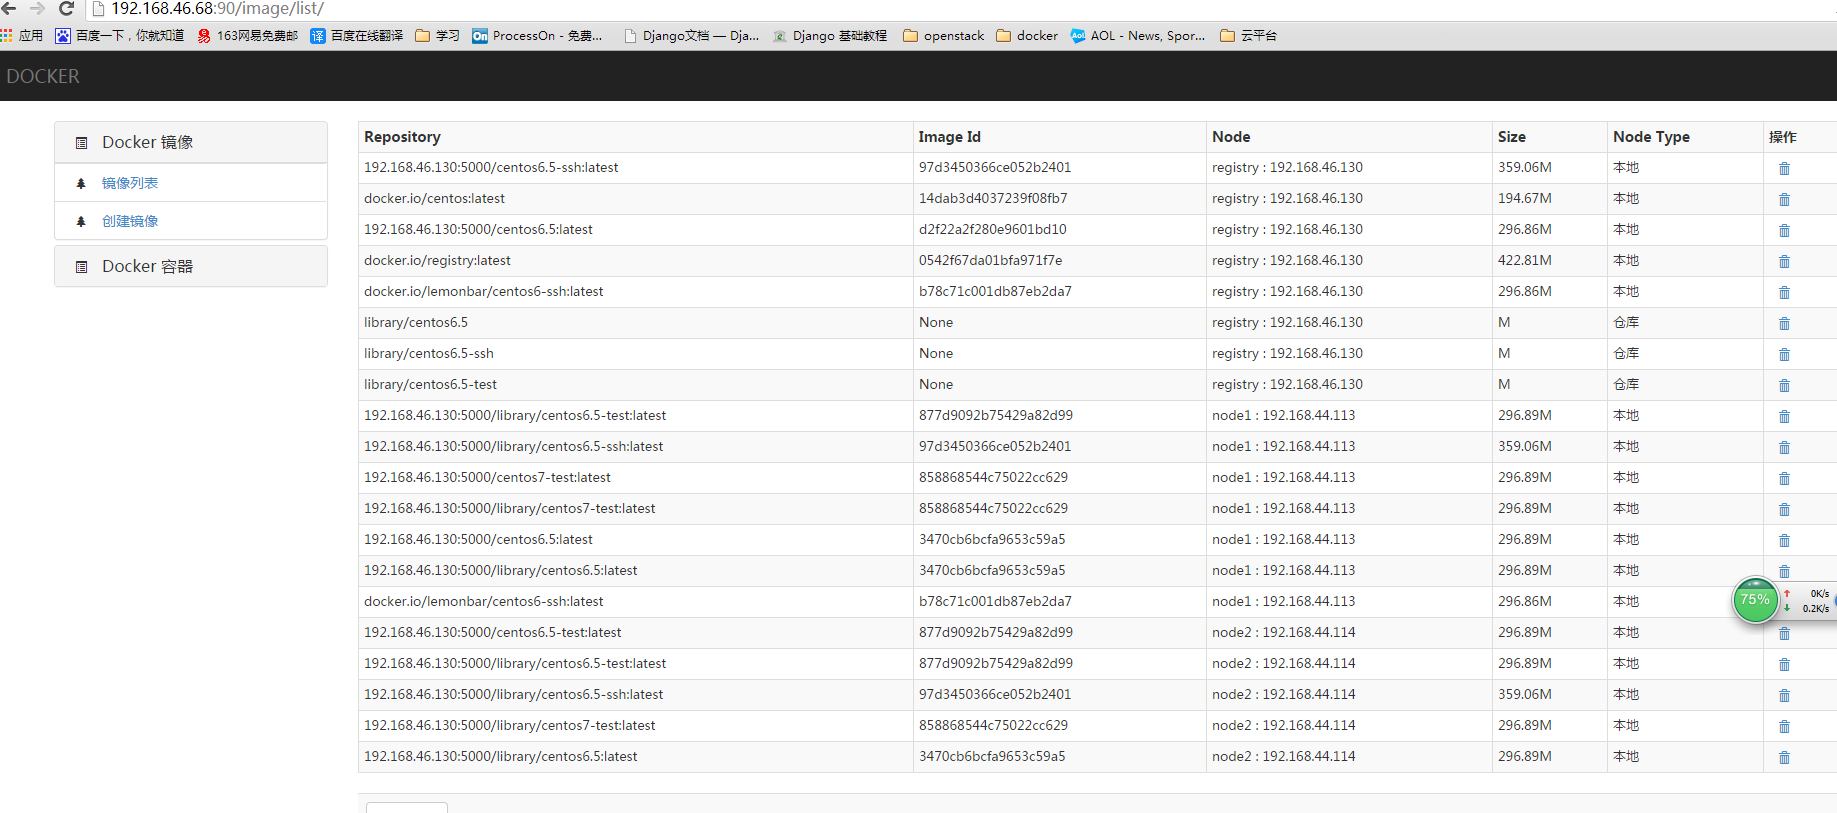 192.168.46.68:90/image/list/
应用 百度一下，你就知道 163网易免费邮 译 百度在线翻译 学习 On ProcessOn - 免费... Django文档 — Dja... Django 基础教程 openstack docker Aol AOL - News, Spor... 云平台
DOCKER
Docker 镜像
镜像列表
创建镜像
Docker 容器
Repository Image Id Node Size Node Type 操作
192.168.46.130:5000/centos6.5-ssh:latest 97d3450366ce052b2401 registry : 192.168.46.130 359.06M 本地
docker.io/centos:latest 14dab3d4037239f08fb7 registry : 192.168.46.130 194.67M 本地
192.168.46.130:5000/centos6.5:latest d2f22a2f280e9601bd10 registry : 192.168.46.130 296.86M 本地
docker.io/registry:latest 0542f67da01bfa971f7e registry : 192.168.46.130 422.81M 本地
docker.io/lemonbar/centos6-ssh:latest b78c71c001db87eb2da7 registry : 192.168.46.130 296.86M 本地
library/centos6.5 None registry : 192.168.46.130 M 仓库
library/centos6.5-ssh None registry : 192.168.46.130 M 仓库
library/centos6.5-test None registry : 192.168.46.130 M 仓库
192.168.46.130:5000/library/centos6.5-test:latest 877d9092b75429a82d99 node1 : 192.168.44.113 296.89M 本地
192.168.46.130:5000/library/centos6.5-ssh:latest 97d3450366ce052b2401 node1 : 192.168.44.113 359.06M 本地
192.168.46.130:5000/centos7-test:latest 858868544c75022cc629 node1 : 192.168.44.113 296.89M 本地
192.168.46.130:5000/library/centos7-test:latest 858868544c75022cc629 node1 : 192.168.44.113 296.89M 本地
192.168.46.130:5000/centos6.5:latest 3470cb6bcfa9653c59a5 node1 : 192.168.44.113 296.89M 本地
192.168.46.130:5000/library/centos6.5:latest 3470cb6bcfa9653c59a5 node1 : 192.168.44.113 296.89M 本地
docker.io/lemonbar/centos6-ssh:latest b78c71c001db87eb2da7 node1 : 192.168.44.113 296.86M 本地
75% 0K/s
0.2K/s
192.168.46.130:5000/centos6.5-test:latest 877d9092b75429a82d99 node2 : 192.168.44.114 296.89M 本地
192.168.46.130:5000/library/centos6.5-test:latest 877d9092b75429a82d99 node2 : 192.168.44.114 296.89M 本地
192.168.46.130:5000/library/centos6.5-ssh:latest 97d3450366ce052b2401 node2 : 192.168.44.114 359.06M 本地
192.168.46.130:5000/library/centos7-test:latest 858868544c75022cc629 node2 : 192.168.44.114 296.89M 本地
192.168.46.130:5000/library/centos6.5:latest 3470cb6bcfa9653c59a5 node2 : 192.168.44.114 296.89M 本地